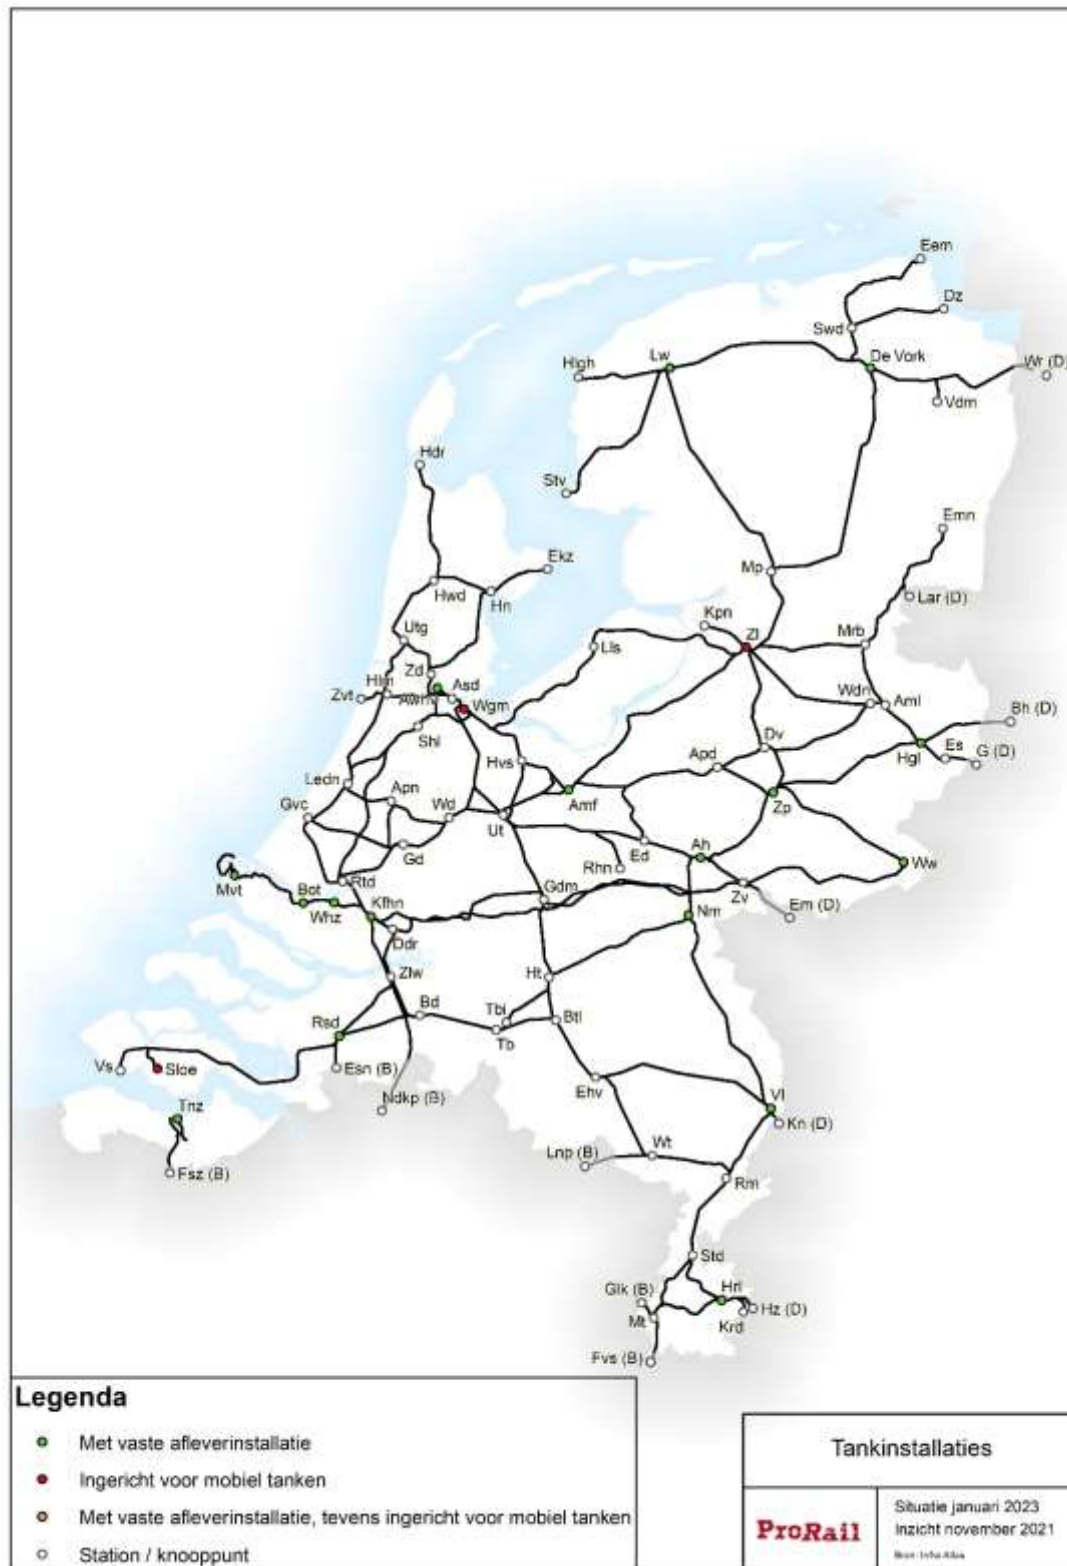 Eem
Dz
Swd
De Vork
Lw
Hlgh
Wr (D)
Vdm
Hdr
Stv
Emn
Ekz
Mp
Hwd
Hn
Lar (D)
Kpn
Utg
Zl
Mrb
Lls
Zd
Hlm
Asd
Zvt
Wgm
Wdn
Aml
Bh (D)
Shl
Dv
Es
G (D)
Hvs
Apd
Hgl
Ledn
Apn
Gvc
Wd
Amf
Zp
Ut
Ed
Ah
Gd
Rhn
Ww
Mvt
Rtd
Bot
Gdm
Zv
Whz
Kfhn
Nm
Em (D)
Ddr
Zlw
Ht
Bd
Tbi
Btl
Rsd
Tb
Vs
Sloe
Esn (B)
Ehv
Ndkp (B)
Vl
Tnz
Kn (D)
Lnp (B)
Wt
Fsz (B)
Rm
Std
Glk (B)
Hrl
Hz (D)
Mt
Krd
Fvs (B)
Legenda
Met vaste afleverinstallatie
Ingericht voor mobiel tanken
Met vaste afleverinstallatie, tevens ingericht voor mobiel tanken
Station / knooppunt
Tankinstallaties
ProRail
Situatie januari 2023
Inzicht november 2021
Bron: Infra Atlas